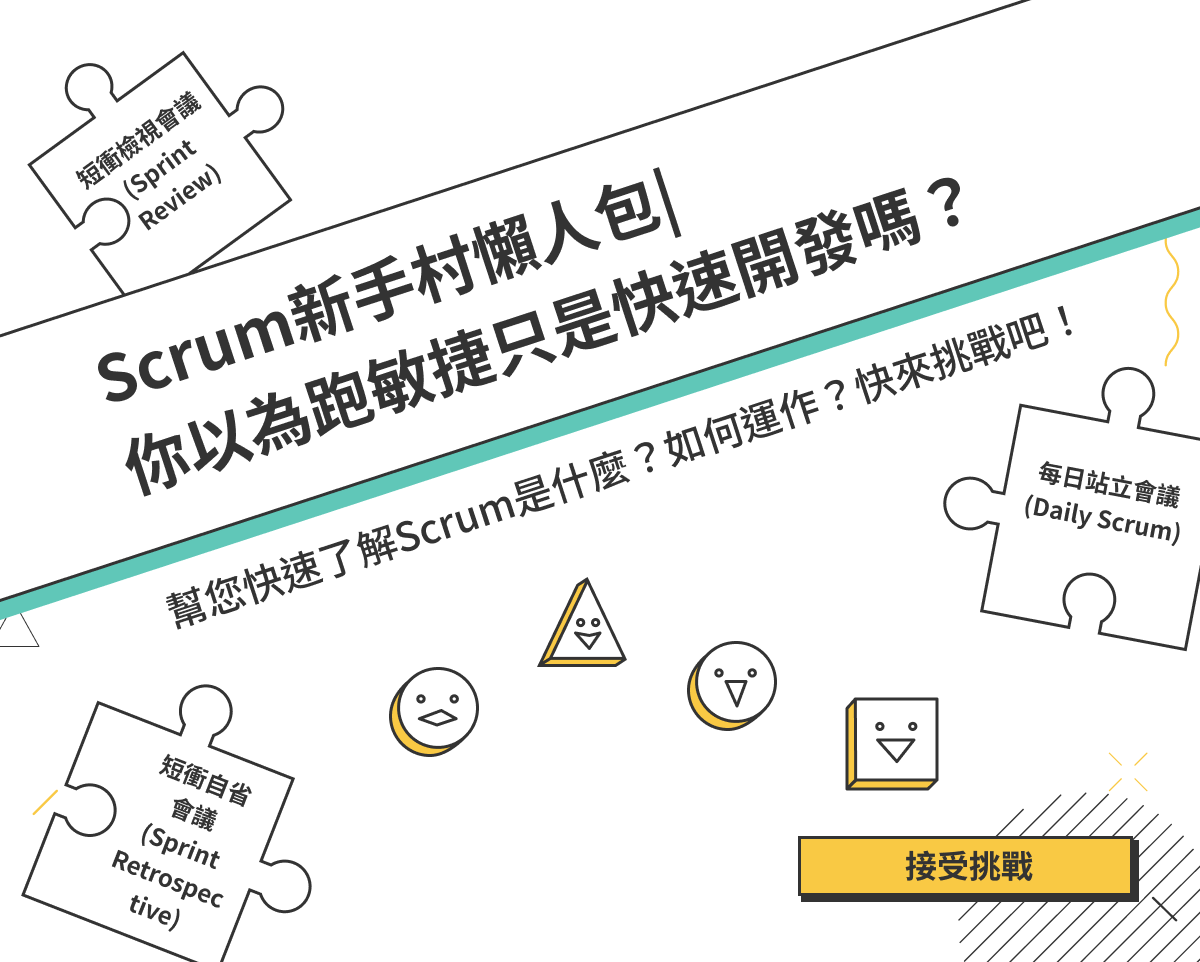 短衝檢視會議
(Sprint
Review)
Scrum新手村懶人包|
你以為跑敏捷只是快速開發嗎？
幫您快速了解Scrum是什麼？如何運作？快來挑戰吧！
每日站立會議
(Daily Scrum)
短衝自省
會議
(Sprint
Retrospec
tive)
接受挑戰